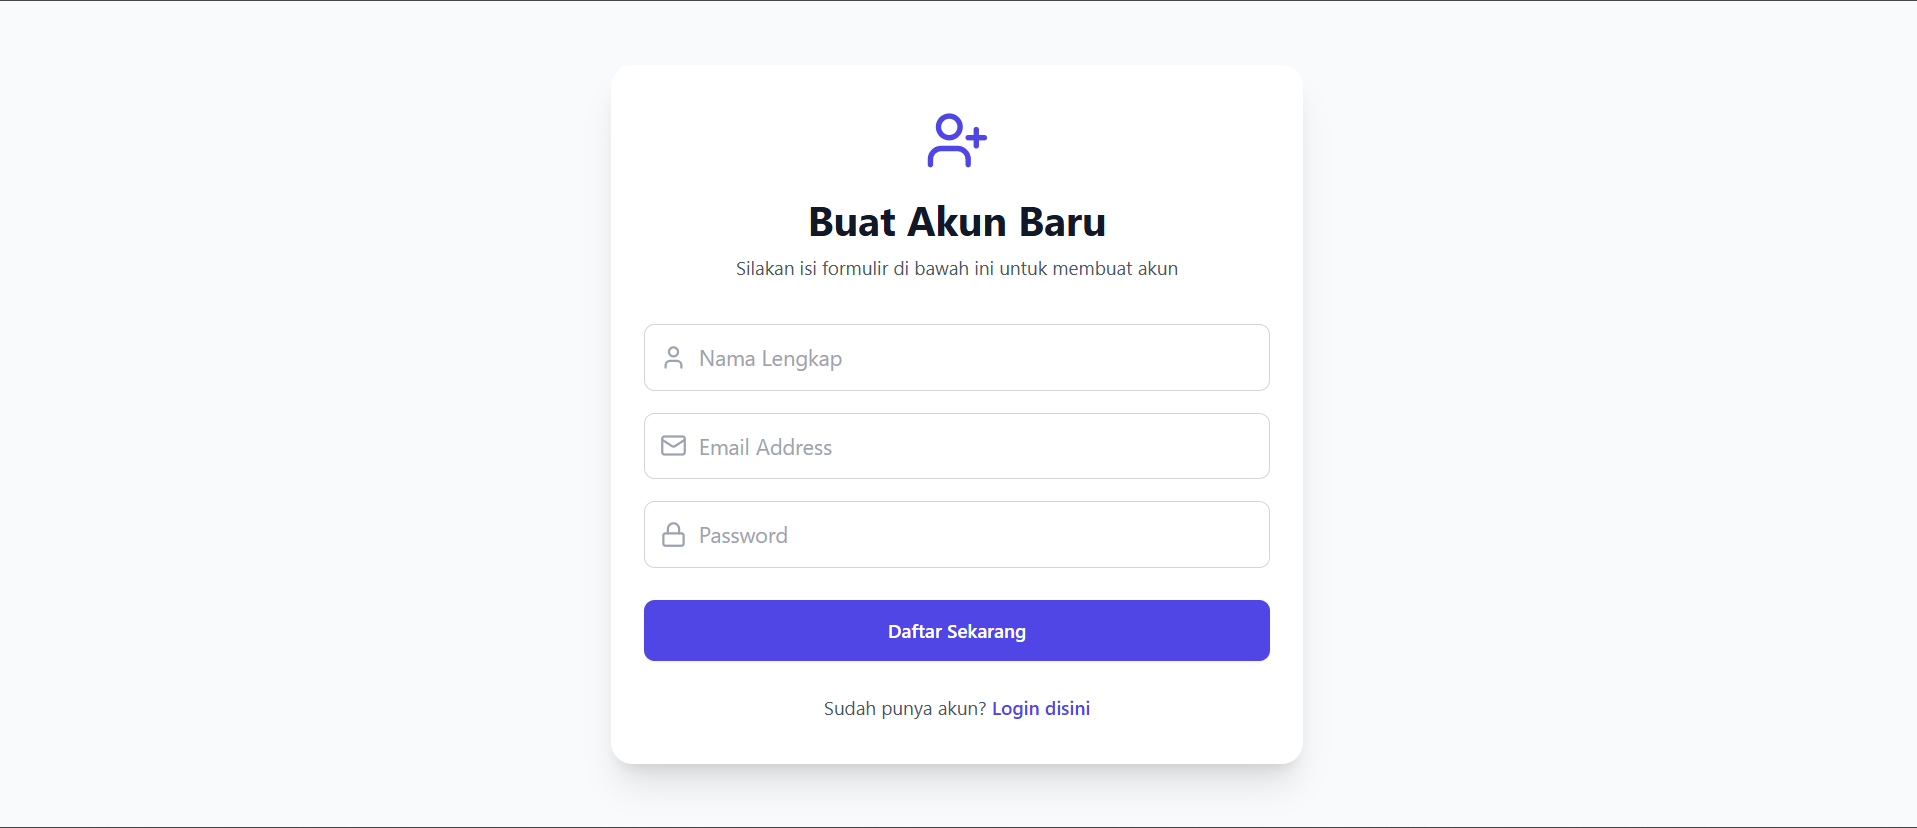 Buat Akun Baru
Silakan isi formulir di bawah ini untuk membuat akun
Nama Lengkap
Email Address
Password
Daftar Sekarang
Sudah punya akun? Login disini